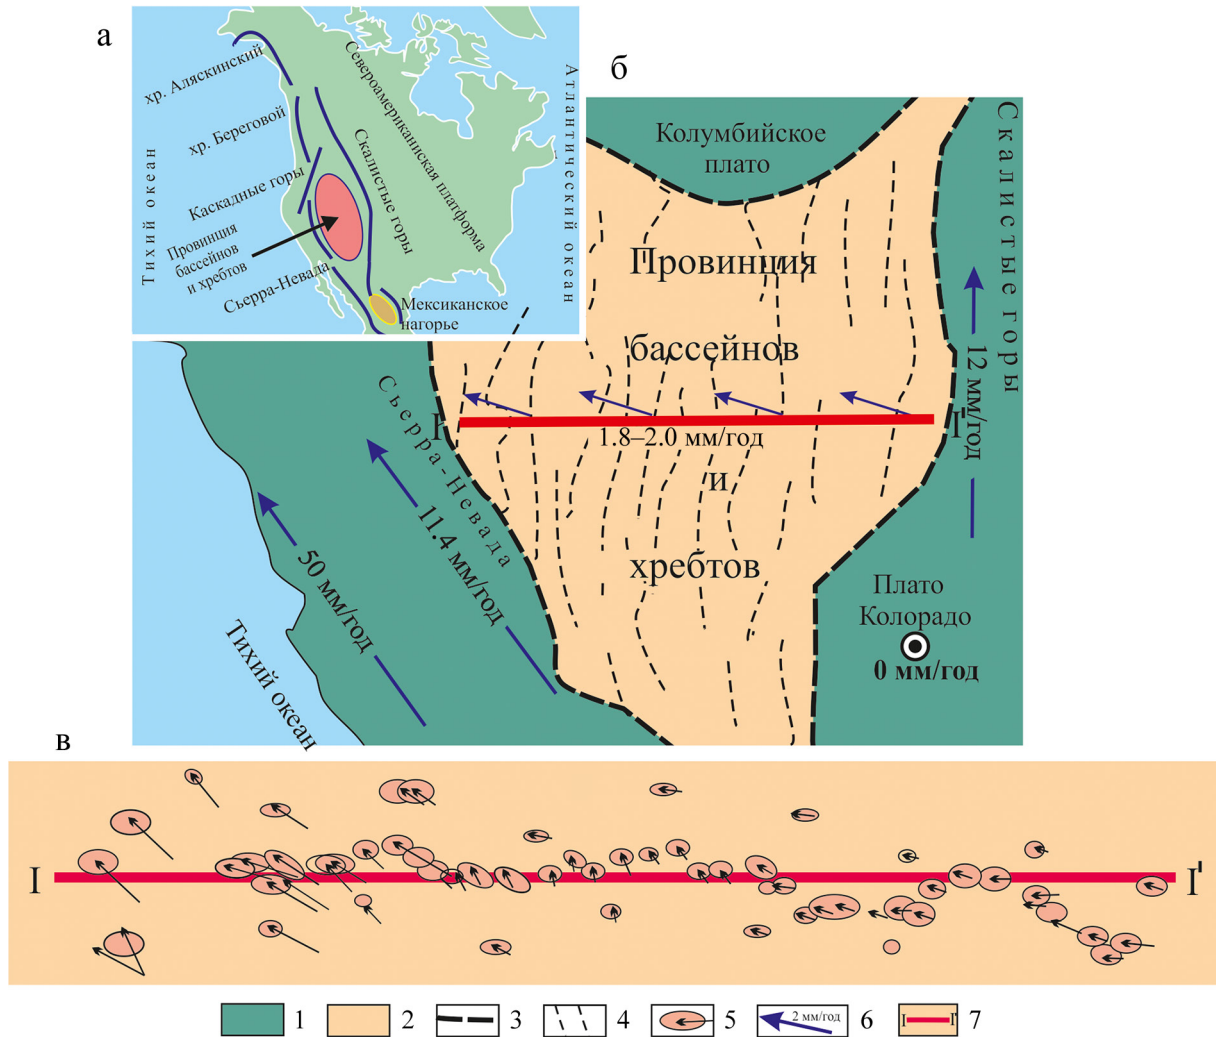 а
хр. Аляскинский
хр. Береговой
Каскадные горы
Провинция
бассейнов
и хребтов
Сьерра-Невада
Тихий океан
Североамериканиская платформа
Скалистые горы
Атлантический океан
Мексиканское
нагорье
б
Колумбийское
плато
Скалистые горы
Провинция
бассейнов
и
хребтов
I
I'
1.8–2.0 мм/год
12 мм/год
Сьерра-Невада
11.4 мм/год
50 мм/год
Тихий океан
Плато
Колорадо
0 мм/год
в
I
I'
1
2
3
4
5
2 мм/год
6
I
I'
7